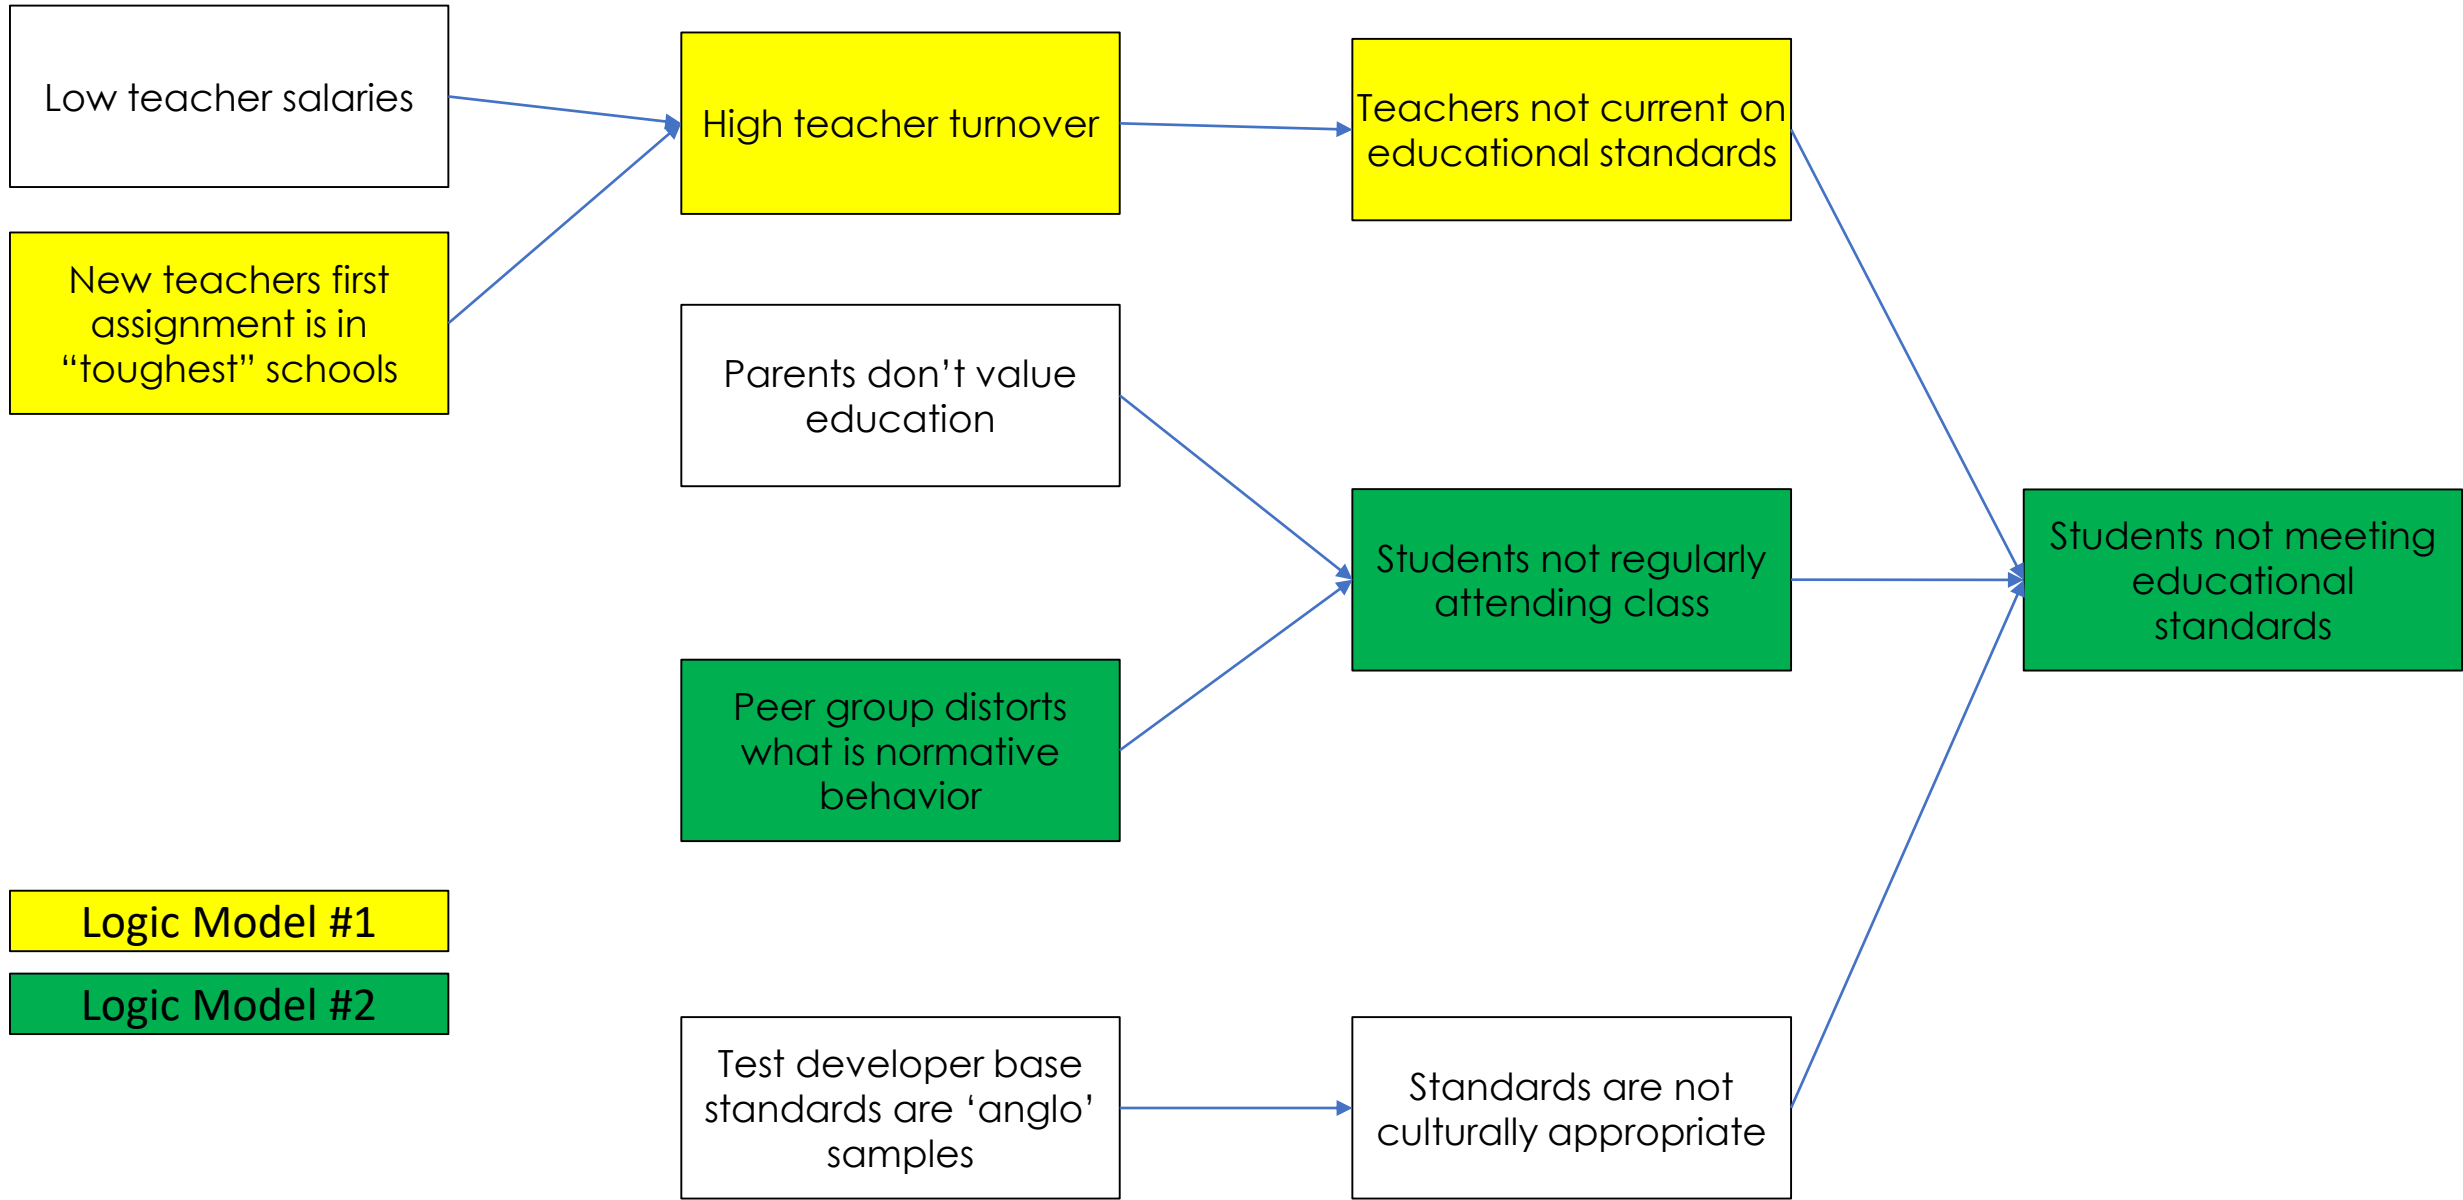 Low teacher salaries
High teacher turnover
Teachers not current on
educational standards
New teachers first
assignment is in
“toughest” schools
Parents don’t value
education
Students not regularly
attending class
Students not meeting
educational
standards
Peer group distorts
what is normative
behavior
Logic Model #1
Logic Model #2
Test developer base
standards are ‘anglo’
samples
Standards are not
culturally appropriate